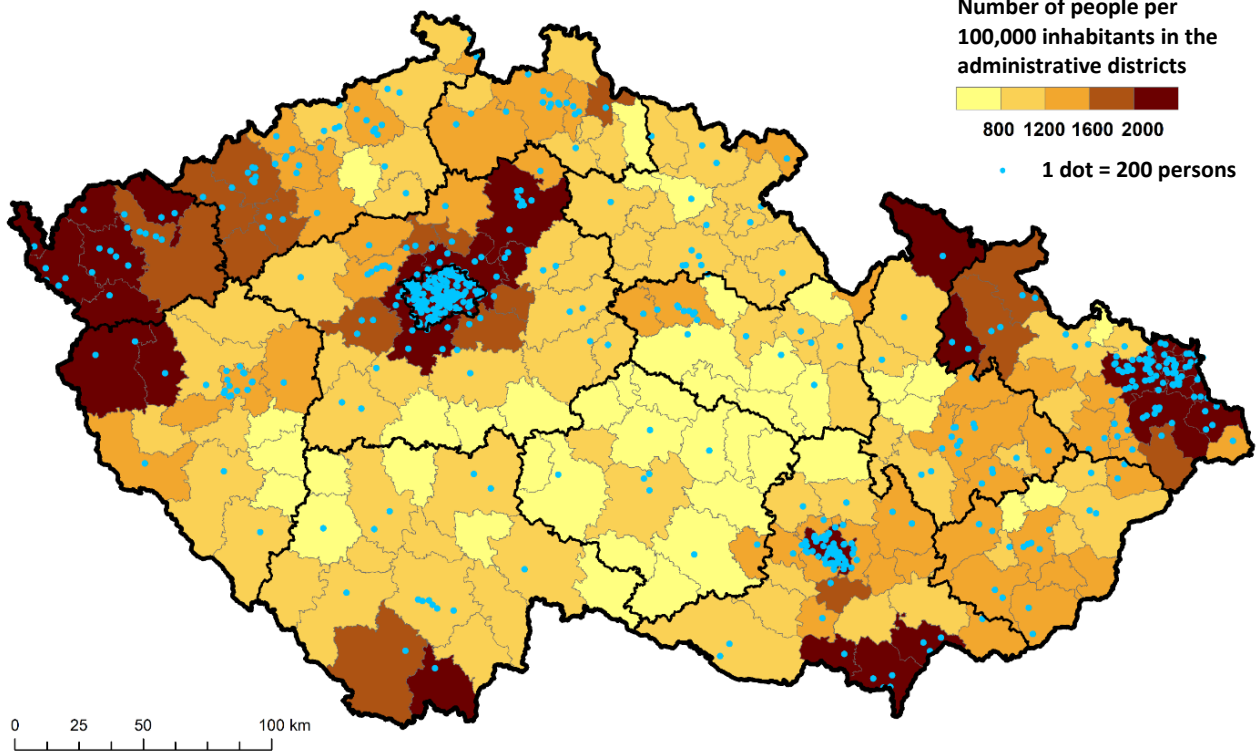 Number of people per
100,000 inhabitants in the
administrative districts
800 1200 1600 2000
1 dot = 200 persons
0 25 50 100 km